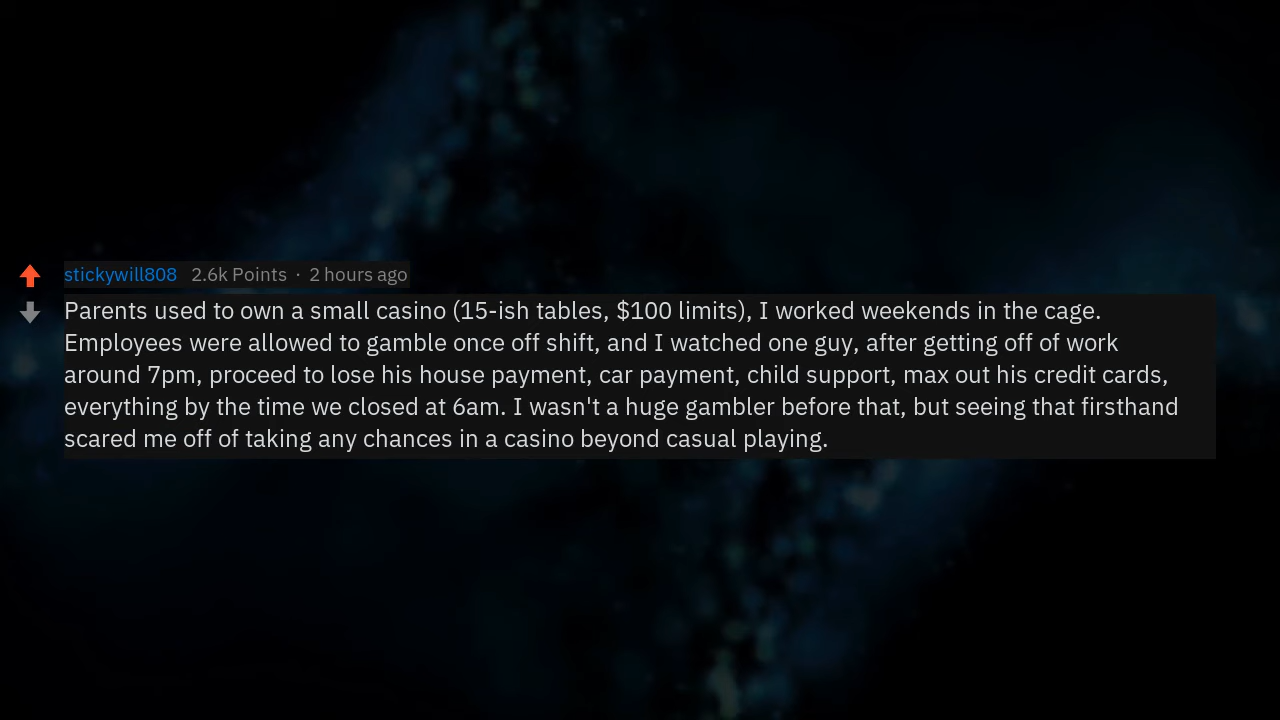 stickywill808 2.6k Points · 2 hours ago
Parents used to own a small casino (15-ish tables, $100 limits), I worked weekends in the cage.
Employees were allowed to gamble once off shift, and I watched one guy, after getting off of work
around 7pm, proceed to lose his house payment, car payment, child support, max out his credit cards,
everything by the time we closed at 6am. I wasn't a huge gambler before that, but seeing that firsthand
scared me off of taking any chances in a casino beyond casual playing.